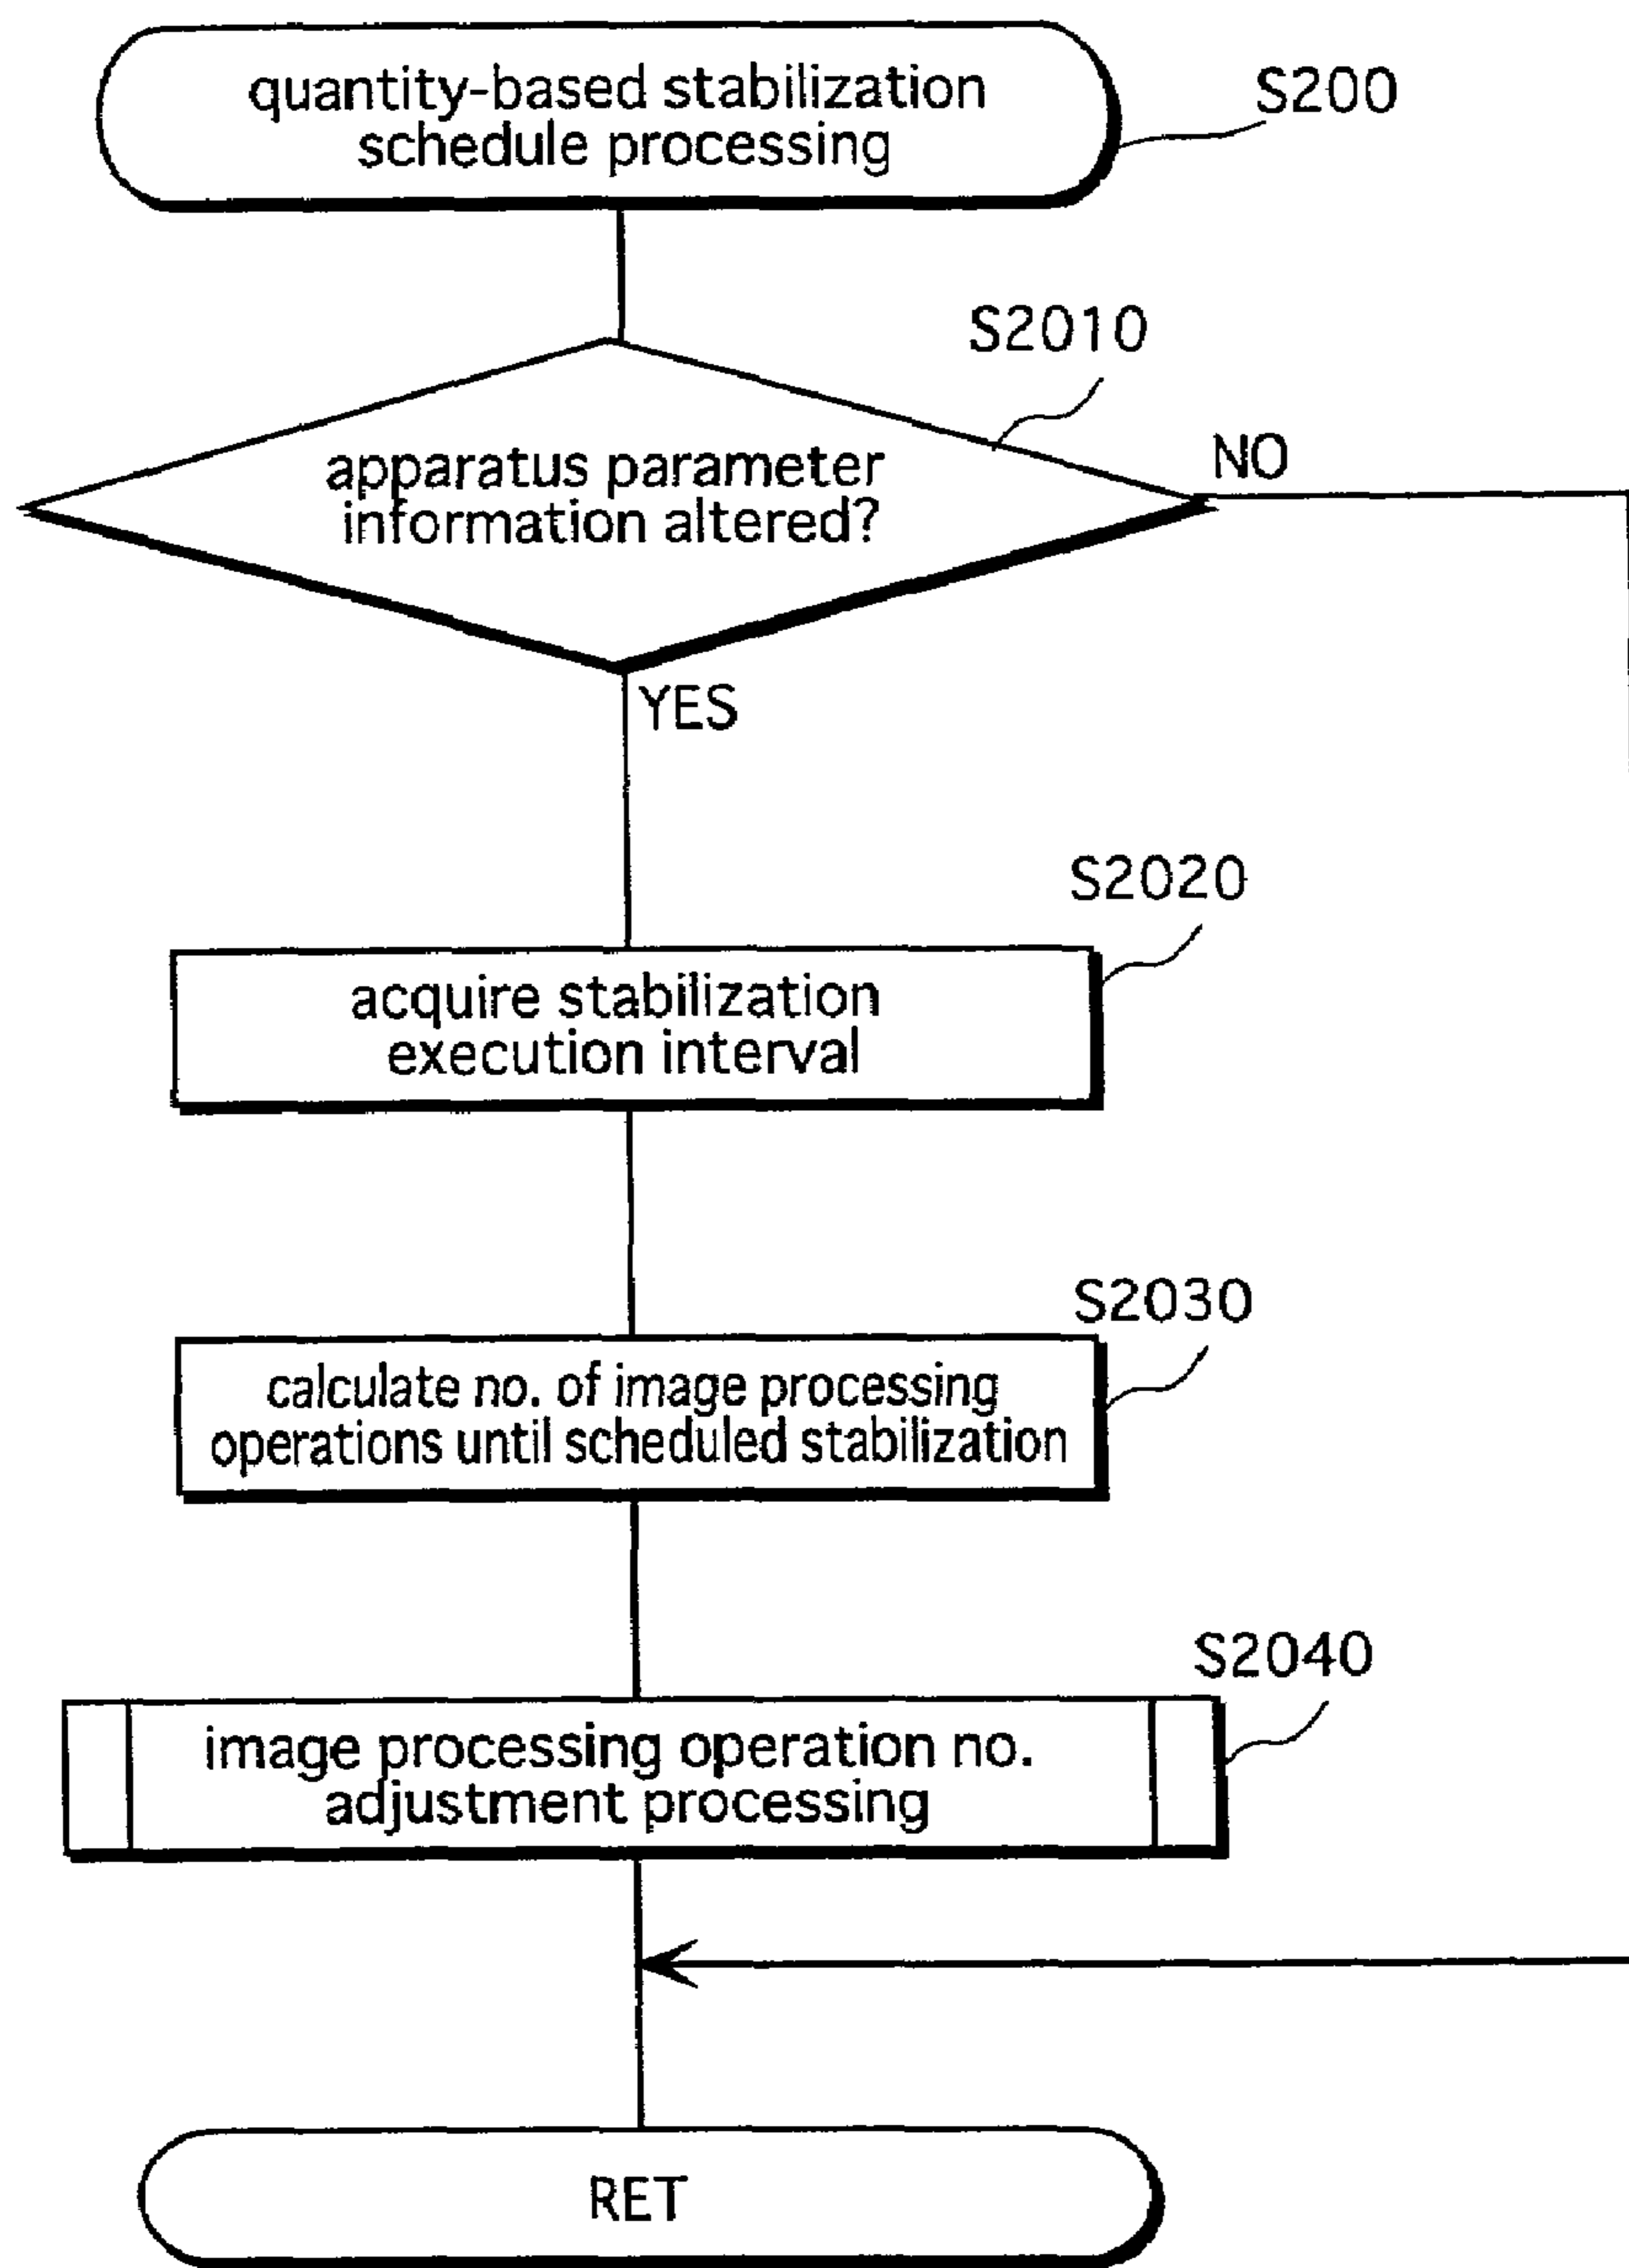 quantity-based stabilization
schedule processing
S200
S2010
apparatus parameter
information altered?
NO
YES
S2020
acquire stabilization
execution interval
S2030
calculate no. of image processing
operations until scheduled stabilization
S2040
image processing operation no.
adjustment processing
RET